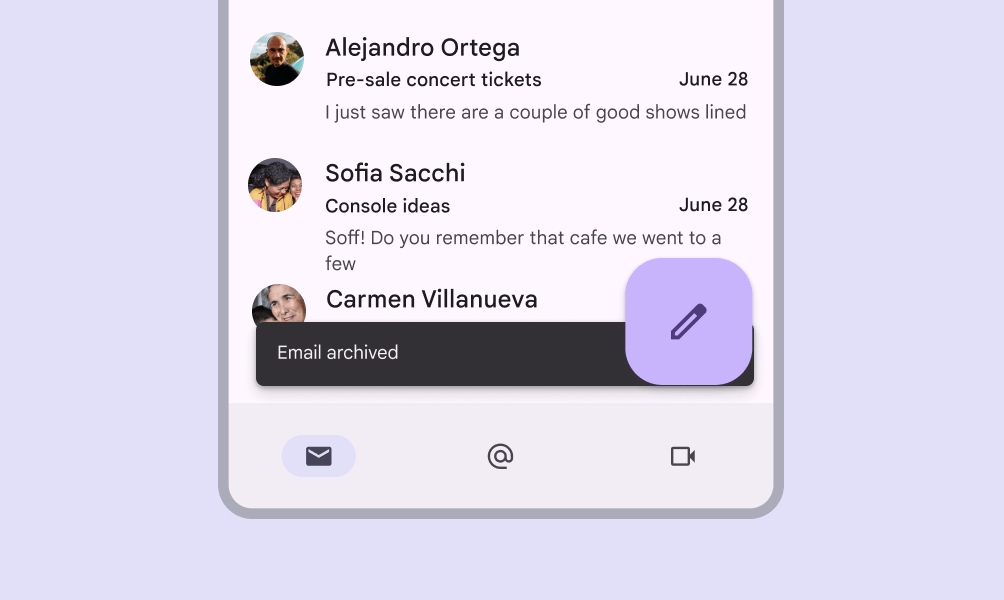 Alejandro Ortega
Pre-sale concert tickets June 28
I just saw there are a couple of good shows lined
Sofia Sacchi
Console ideas June 28
Soff! Do you remember that cafe we went to a
few
Carmen Villanueva
Email archived